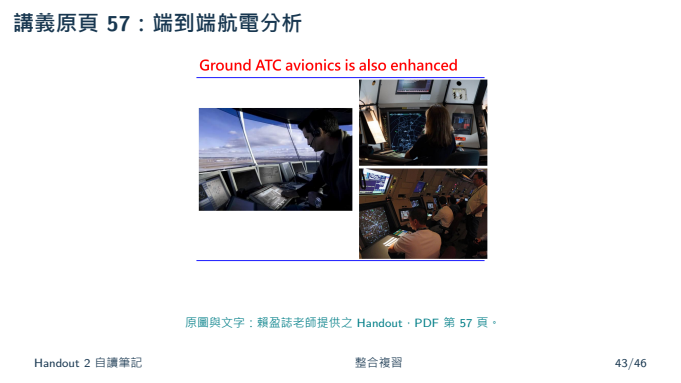 講義原頁 57：端到端航電分析
Ground ATC avionics is also enhanced
原圖與文字：賴盈誌老師提供之 Handout，PDF 第 57 頁。
Handout 2 自讀筆記
整合複習
43/46